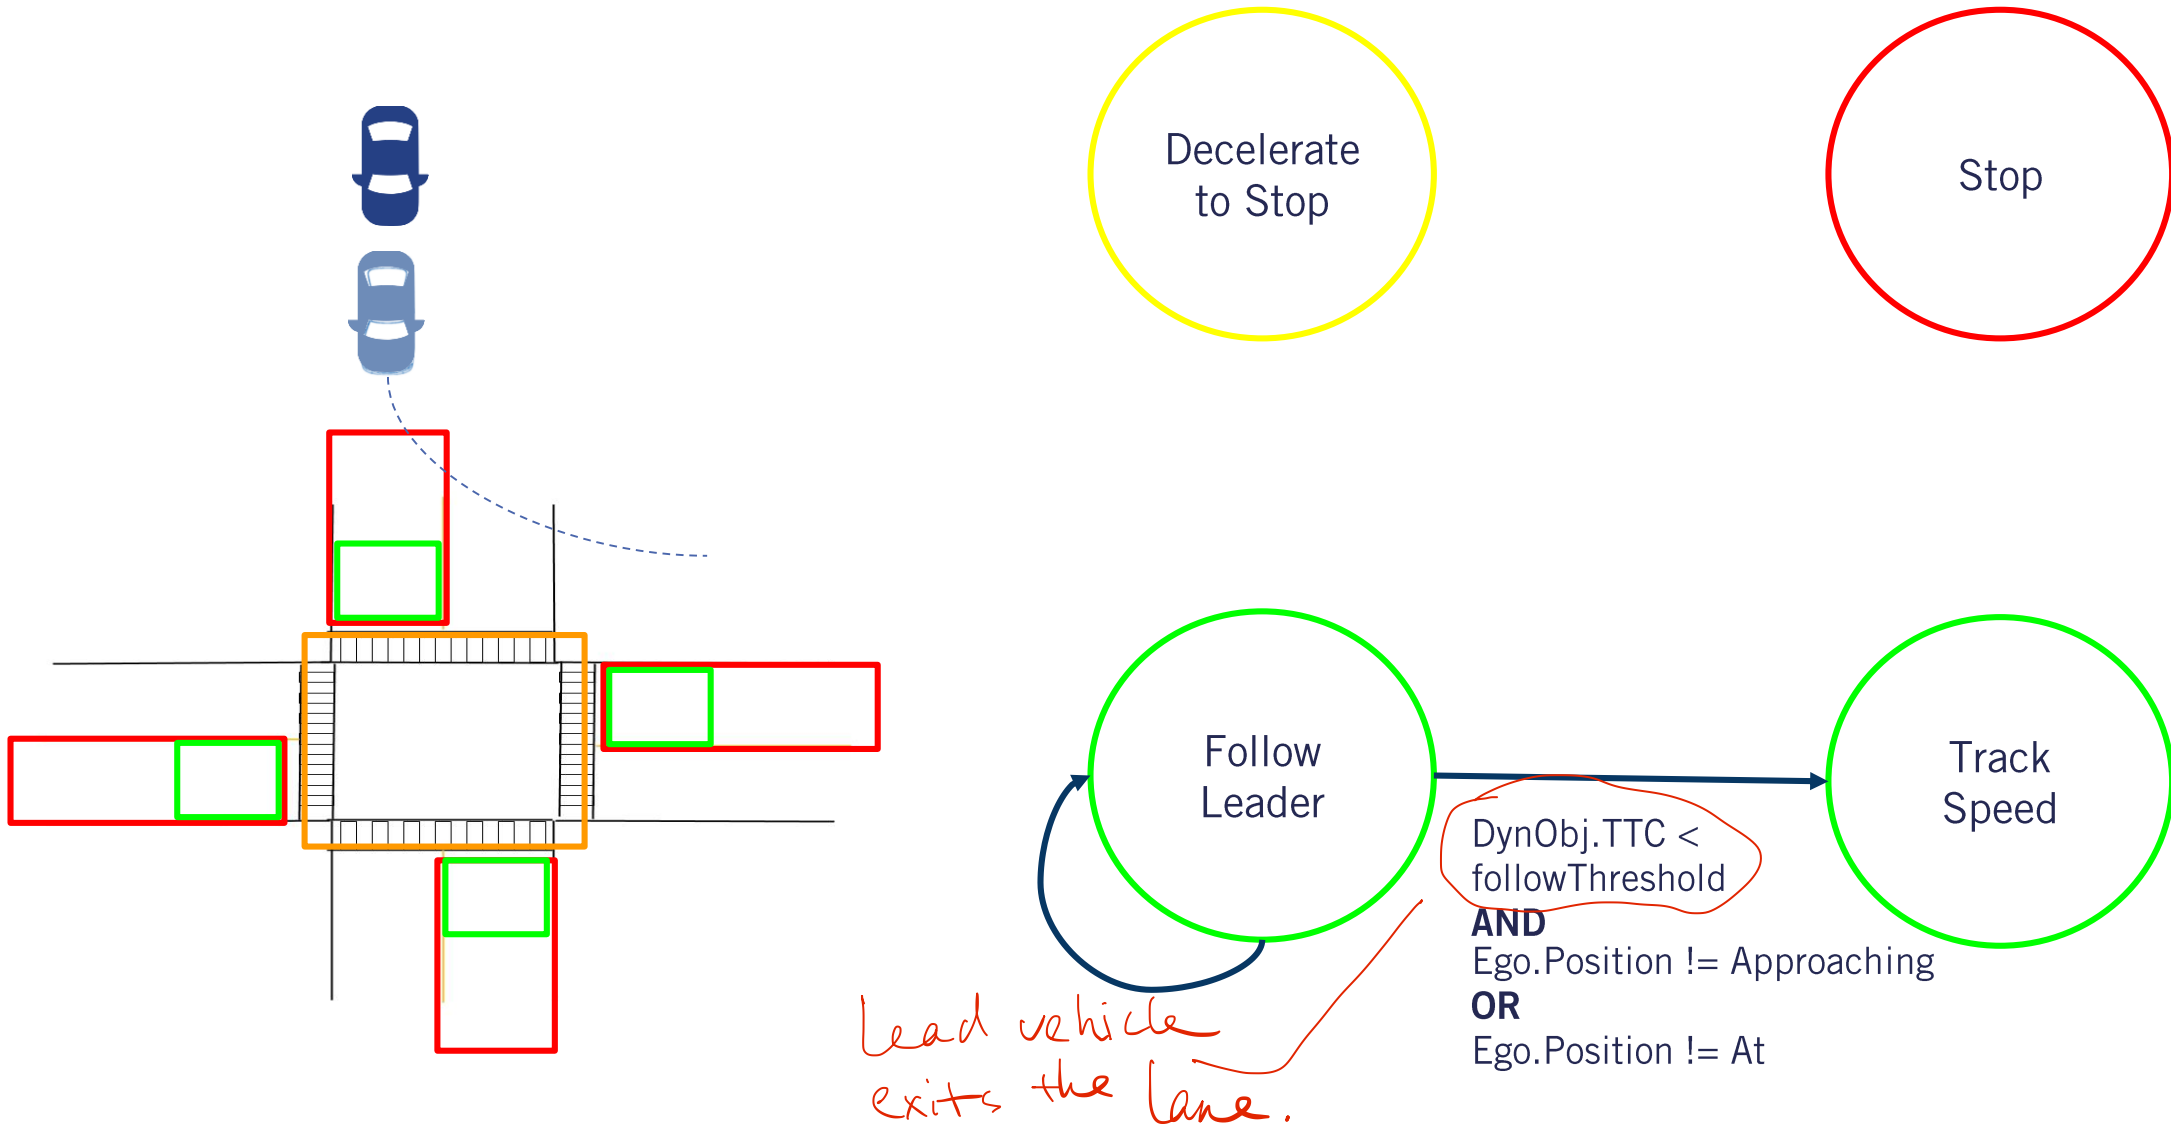 Decelerate
to Stop
Stop
Follow
Leader
Track
Speed
DynObj.TTC <
followThreshold
AND
Ego.Position != Approaching
OR
Ego.Position != At
Lead vehicle
exits the lane.